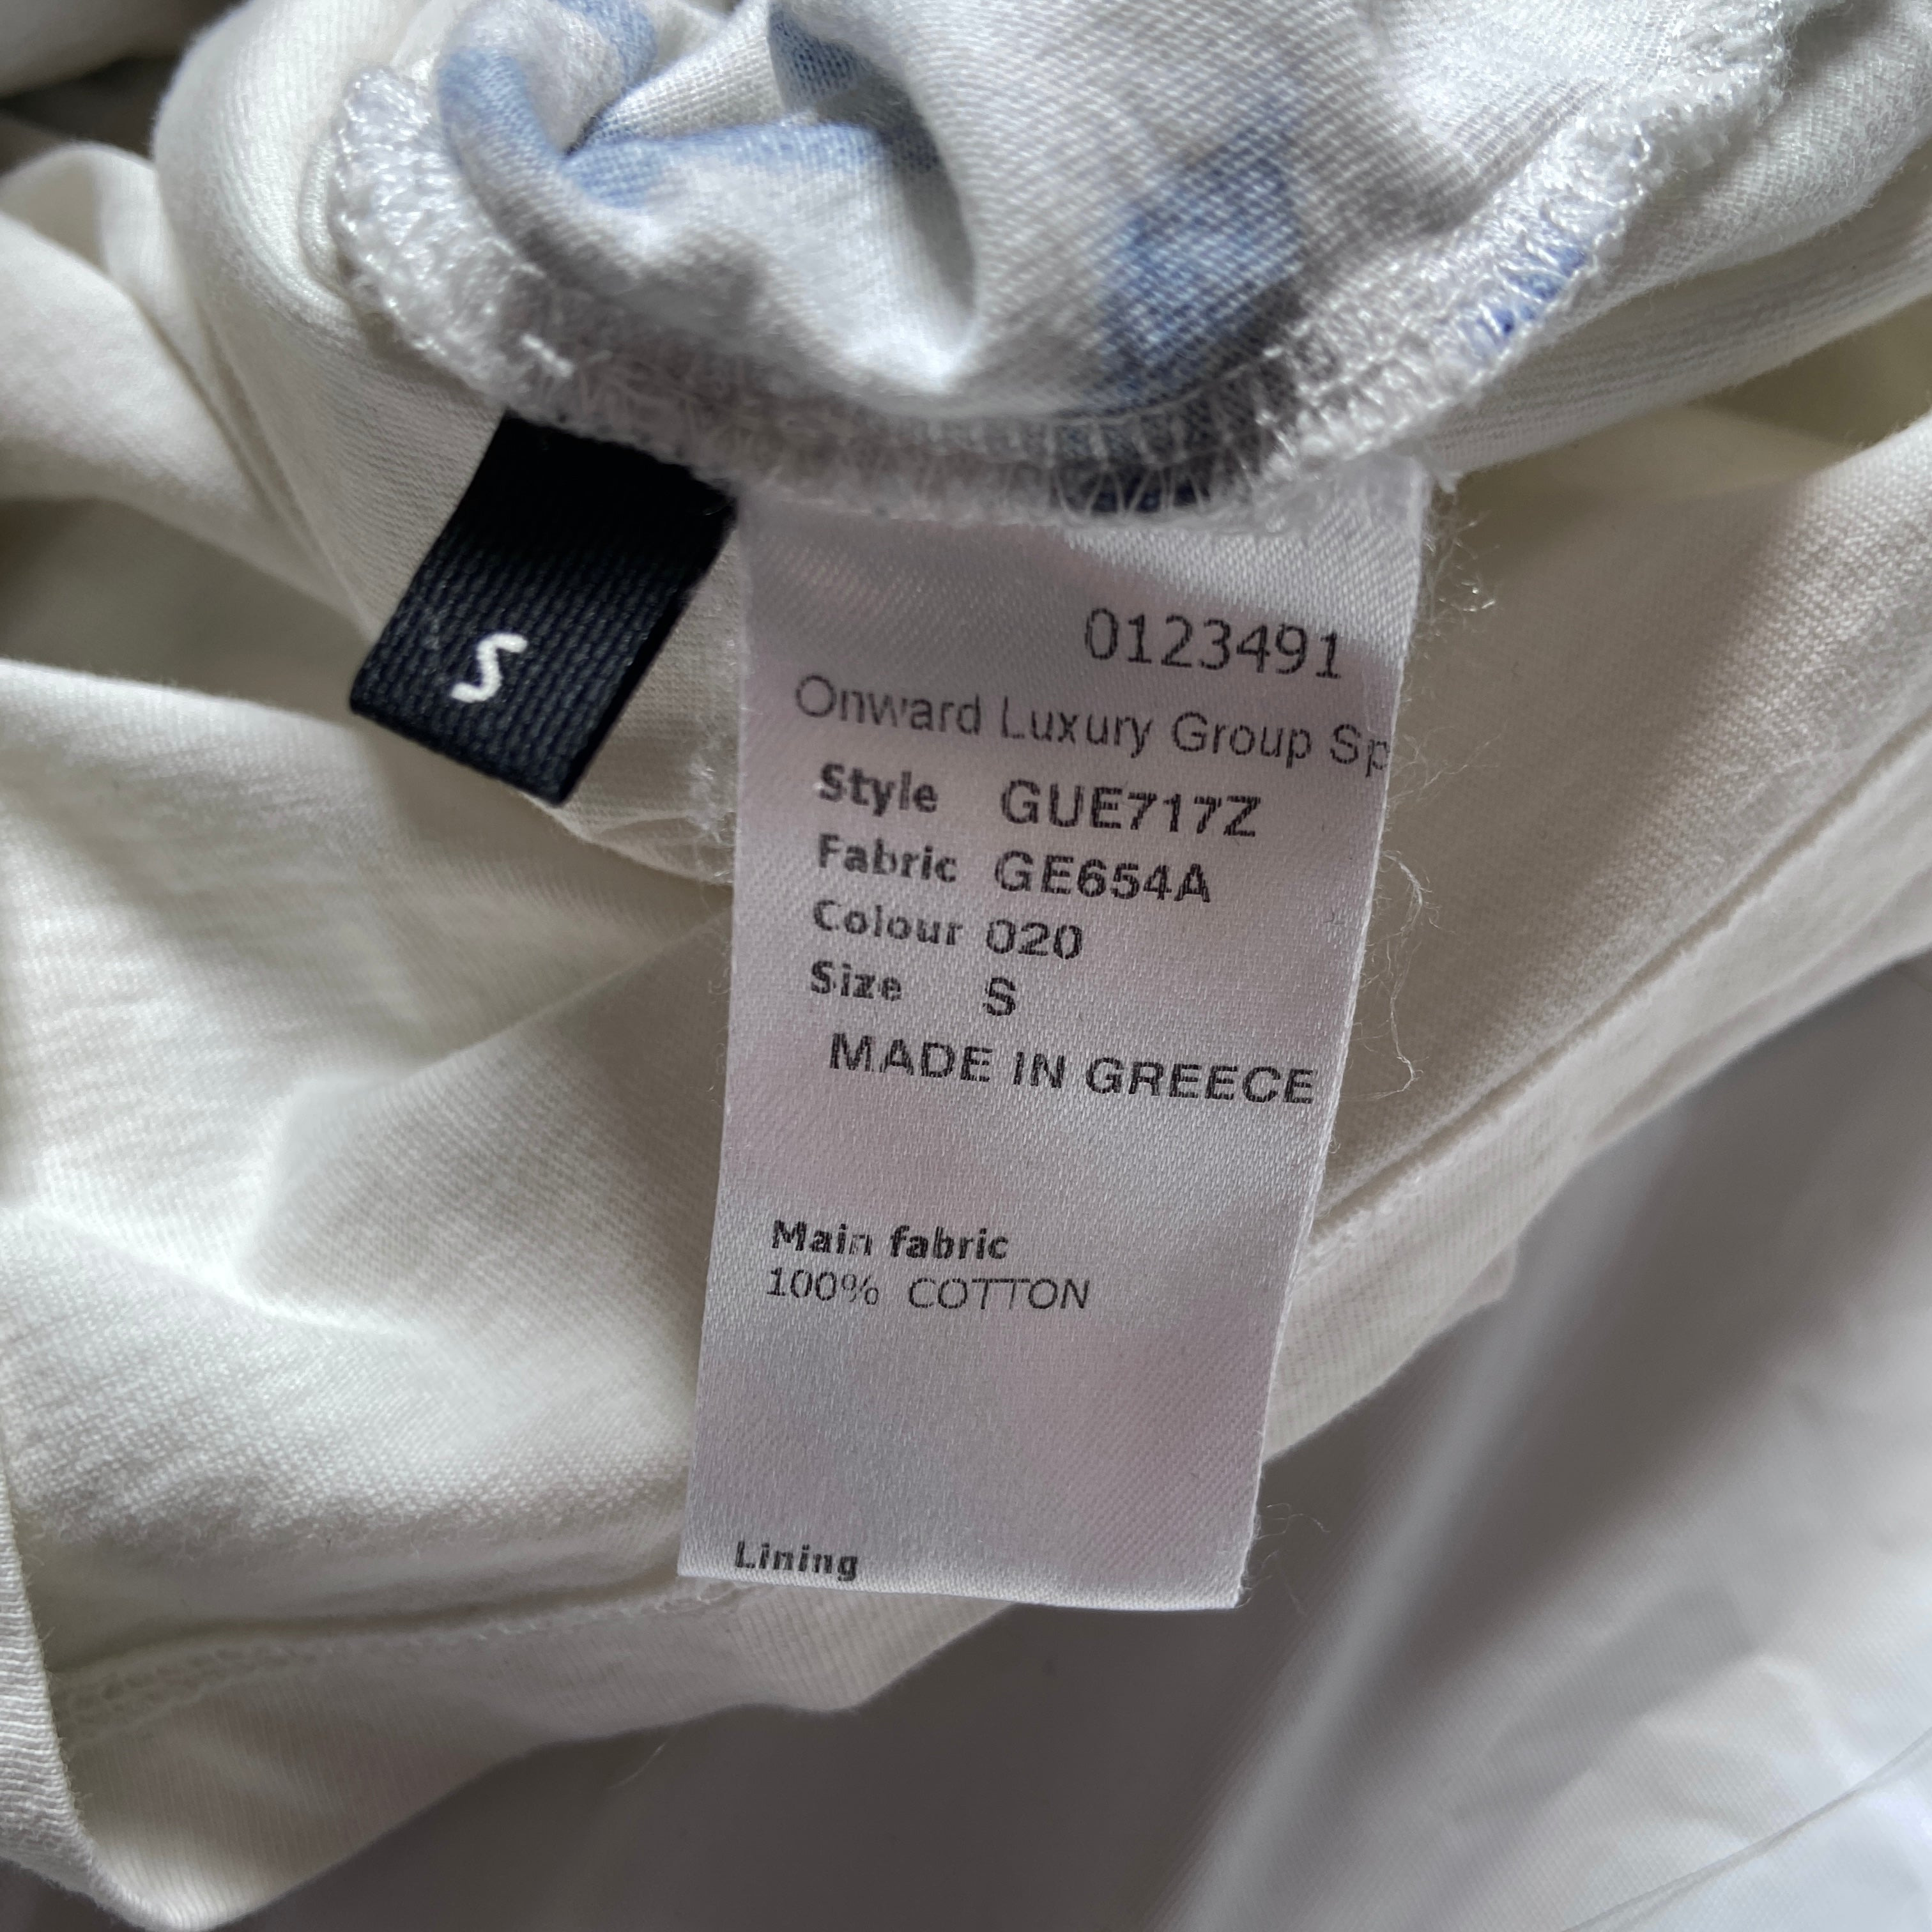 S
0123491
Onward Luxury Group Sp
Style GUE717Z
Fabric GE654A
Colour 020
Size S
MADE IN GREECE
Main fabric
100% COTTON
Lining